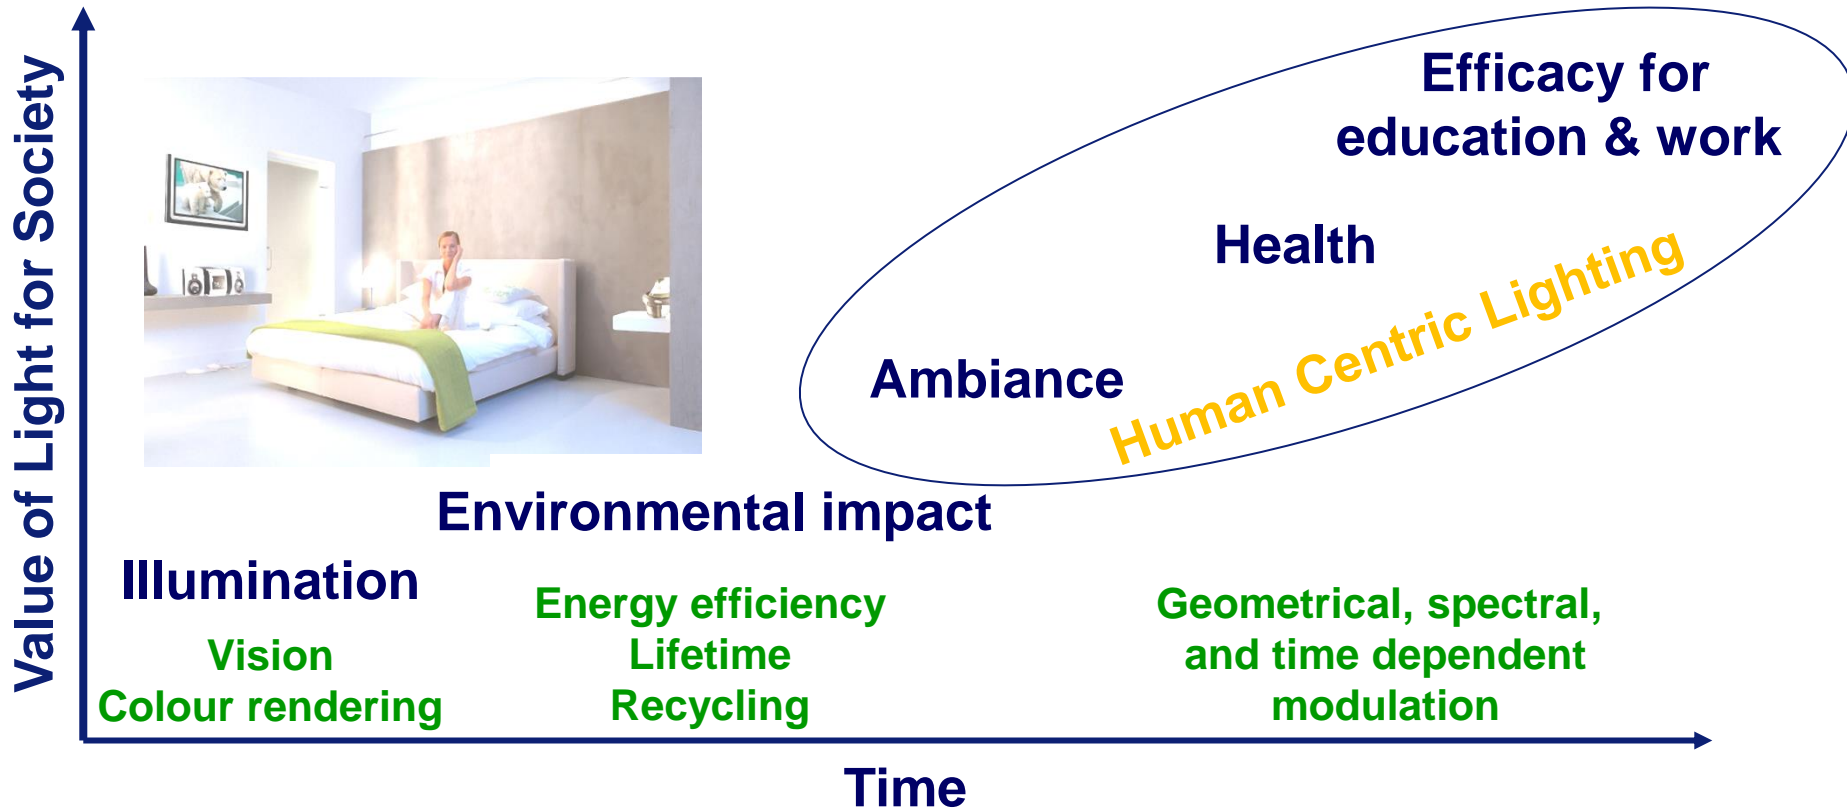 Value of Light for Society
Efficacy for
education & work
Health
Human Centric Lighting
Ambiance
Environmental impact
Illumination
Vision
Colour rendering
Energy efficiency
Lifetime
Recycling
Geometrical, spectral,
and time dependent
modulation
Time